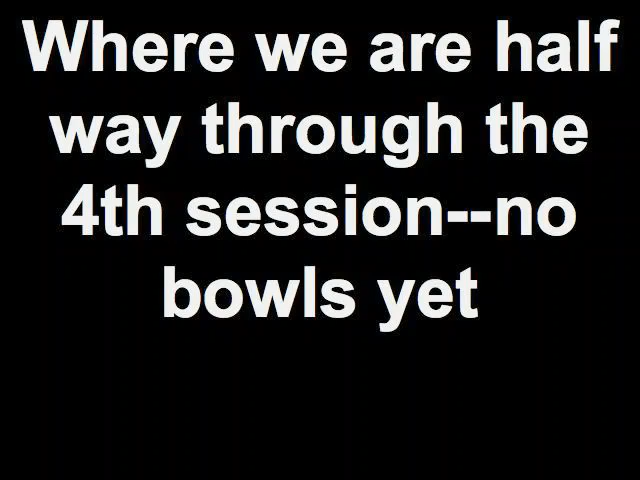 Where we are half
way through the
4th session--no
bowls yet